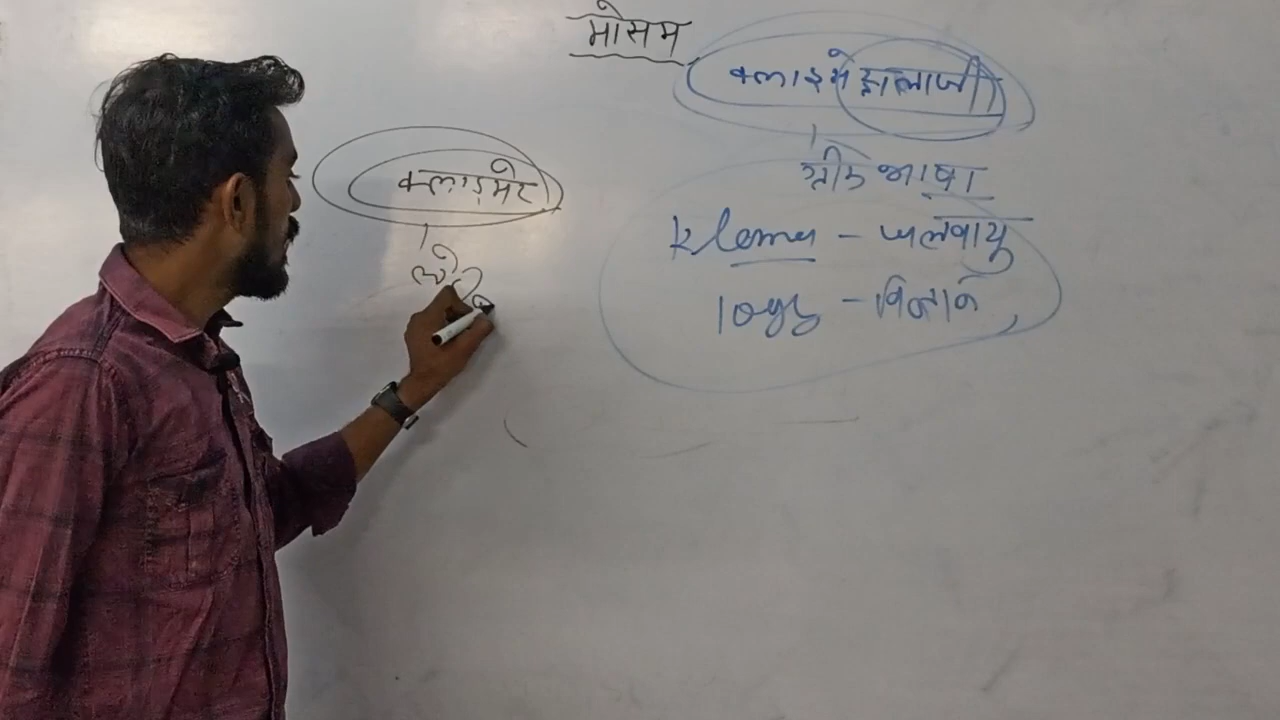 मोसम
क्लाइमेटालाजी
ग्रीक भाषा
klema - जलवायु
logy - विज्ञान
क्लाइमेट